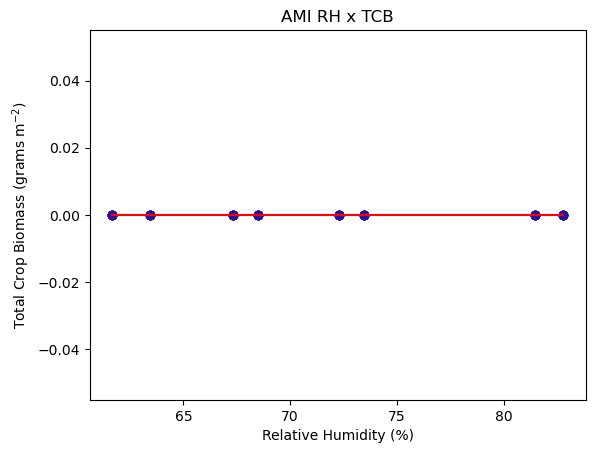 AMI RH x TCB
0.04
0.02
0.00
−0.02
−0.04
Total Crop Biomass (grams m⁻²)
65 70 75 80
Relative Humidity (%)